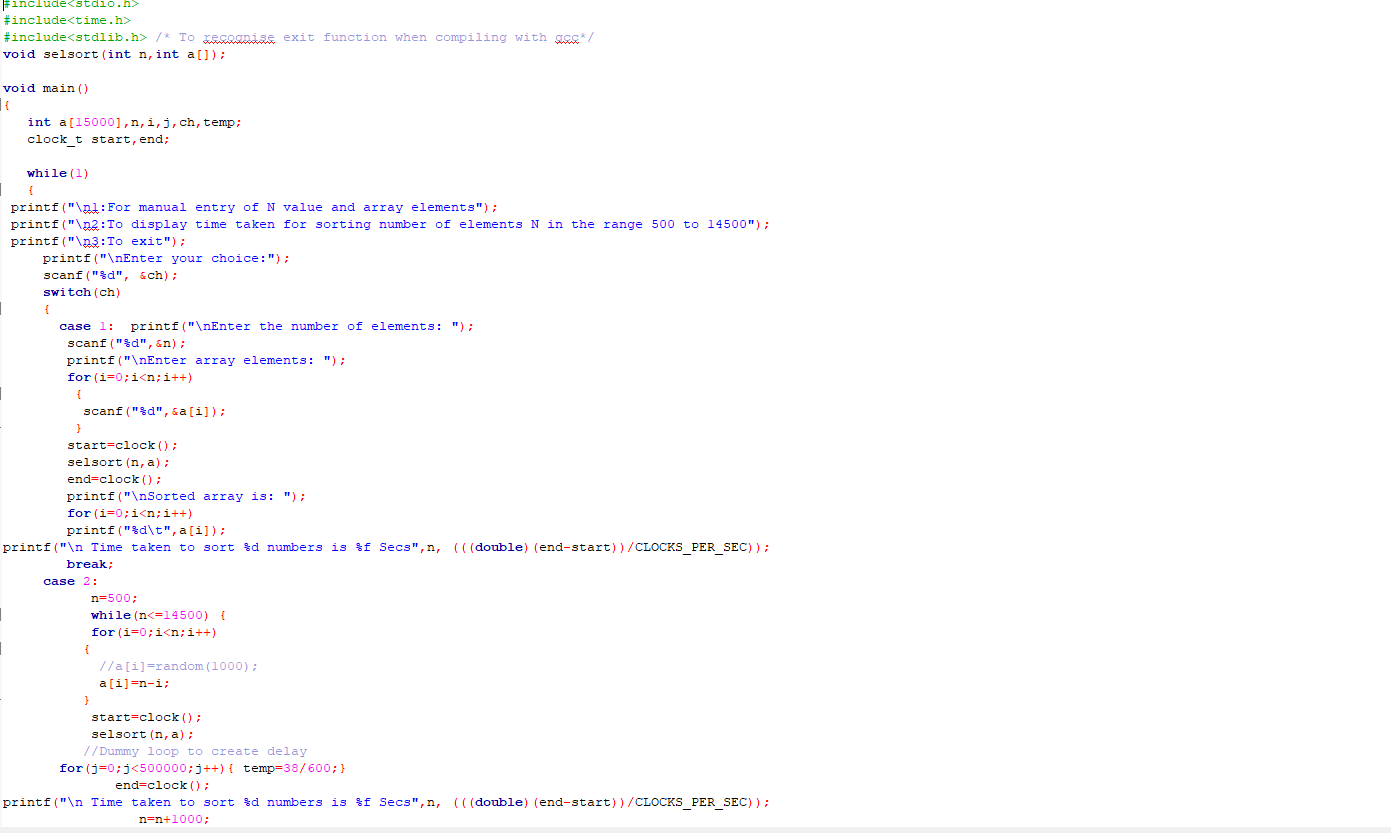 #include<stdio.h>
#include<time.h>
#include<stdlib.h> /* To recognise exit function when compiling with gcc*/
void selsort(int n,int a[]);
void main()
{
int a[15000],n,i,j,ch,temp;
clock_t start,end;
while(1)
{
printf("\n1:For manual entry of N value and array elements");
printf("\n2:To display time taken for sorting number of elements N in the range 500 to 14500");
printf("\n3:To exit");
printf("\nEnter your choice:");
scanf("%d", &ch);
switch(ch)
{
case 1:  printf("\nEnter the number of elements: ");
scanf("%d",&n);
printf("\nEnter array elements: ");
for(i=0;i<n;i++)
{
scanf("%d",&a[i]);
}
start=clock();
selsort(n,a);
end=clock();
printf("\nSorted array is: ");
for(i=0;i<n;i++)
printf("%d\t",a[i]);
printf("\n Time taken to sort %d numbers is %f Secs",n, (((double)(end-start))/CLOCKS_PER_SEC));
break;
case 2:
n=500;
while(n<=14500) {
for(i=0;i<n;i++)
{
//a[i]=random(1000);
a[i]=n-i;
}
start=clock();
selsort(n,a);
//Dummy loop to create delay
for(j=0;j<500000;j++){ temp=38/600;}
end=clock();
printf("\n Time taken to sort %d numbers is %f Secs",n, (((double)(end-start))/CLOCKS_PER_SEC));
n=n+1000;